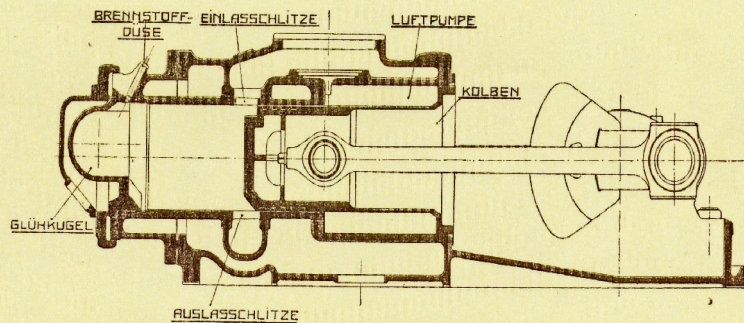 BRENNSTOFF-
DÜSE
EINLASSCHLITZE
LUFTPUMPE
KOLBEN
GLÜHKUGEL
AUSLASSCHLITZE